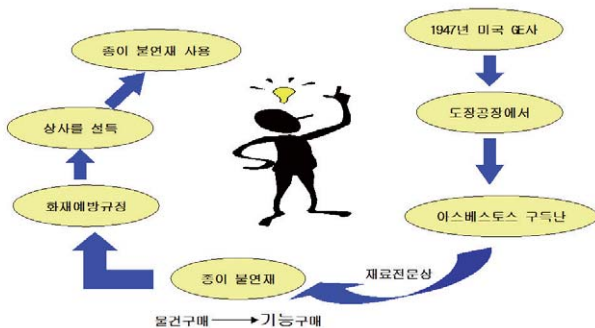 1947년 미국 GE사
도장공장에서
아스베스토스 구득난
재료전문상
종이 불연재
물건구매 → 기능구매
화재예방규정
상사를 설득
종이 불연재 사용